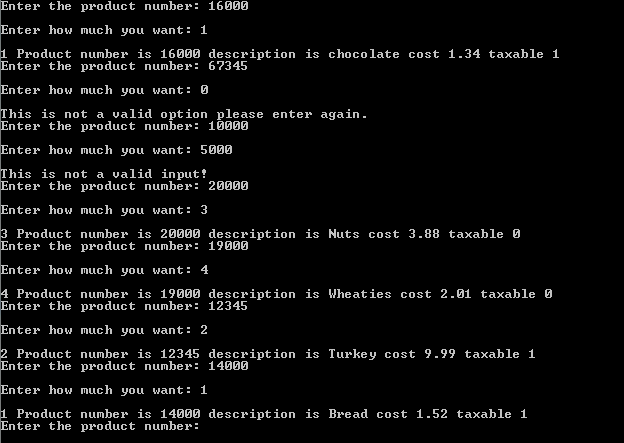 Enter the product number: 16000
Enter how much you want: 1
1 Product number is 16000 description is chocolate cost 1.34 taxable 1
Enter the product number: 67345
Enter how much you want: 0
This is not a valid option please enter again.
Enter the product number: 10000
Enter how much you want: 5000
This is not a valid input!
Enter the product number: 20000
Enter how much you want: 3
3 Product number is 20000 description is Nuts cost 3.88 taxable 0
Enter the product number: 19000
Enter how much you want: 4
4 Product number is 19000 description is Wheaties cost 2.01 taxable 0
Enter the product number: 12345
Enter how much you want: 2
2 Product number is 12345 description is Turkey cost 9.99 taxable 1
Enter the product number: 14000
Enter how much you want: 1
1 Product number is 14000 description is Bread cost 1.52 taxable 1
Enter the product number: